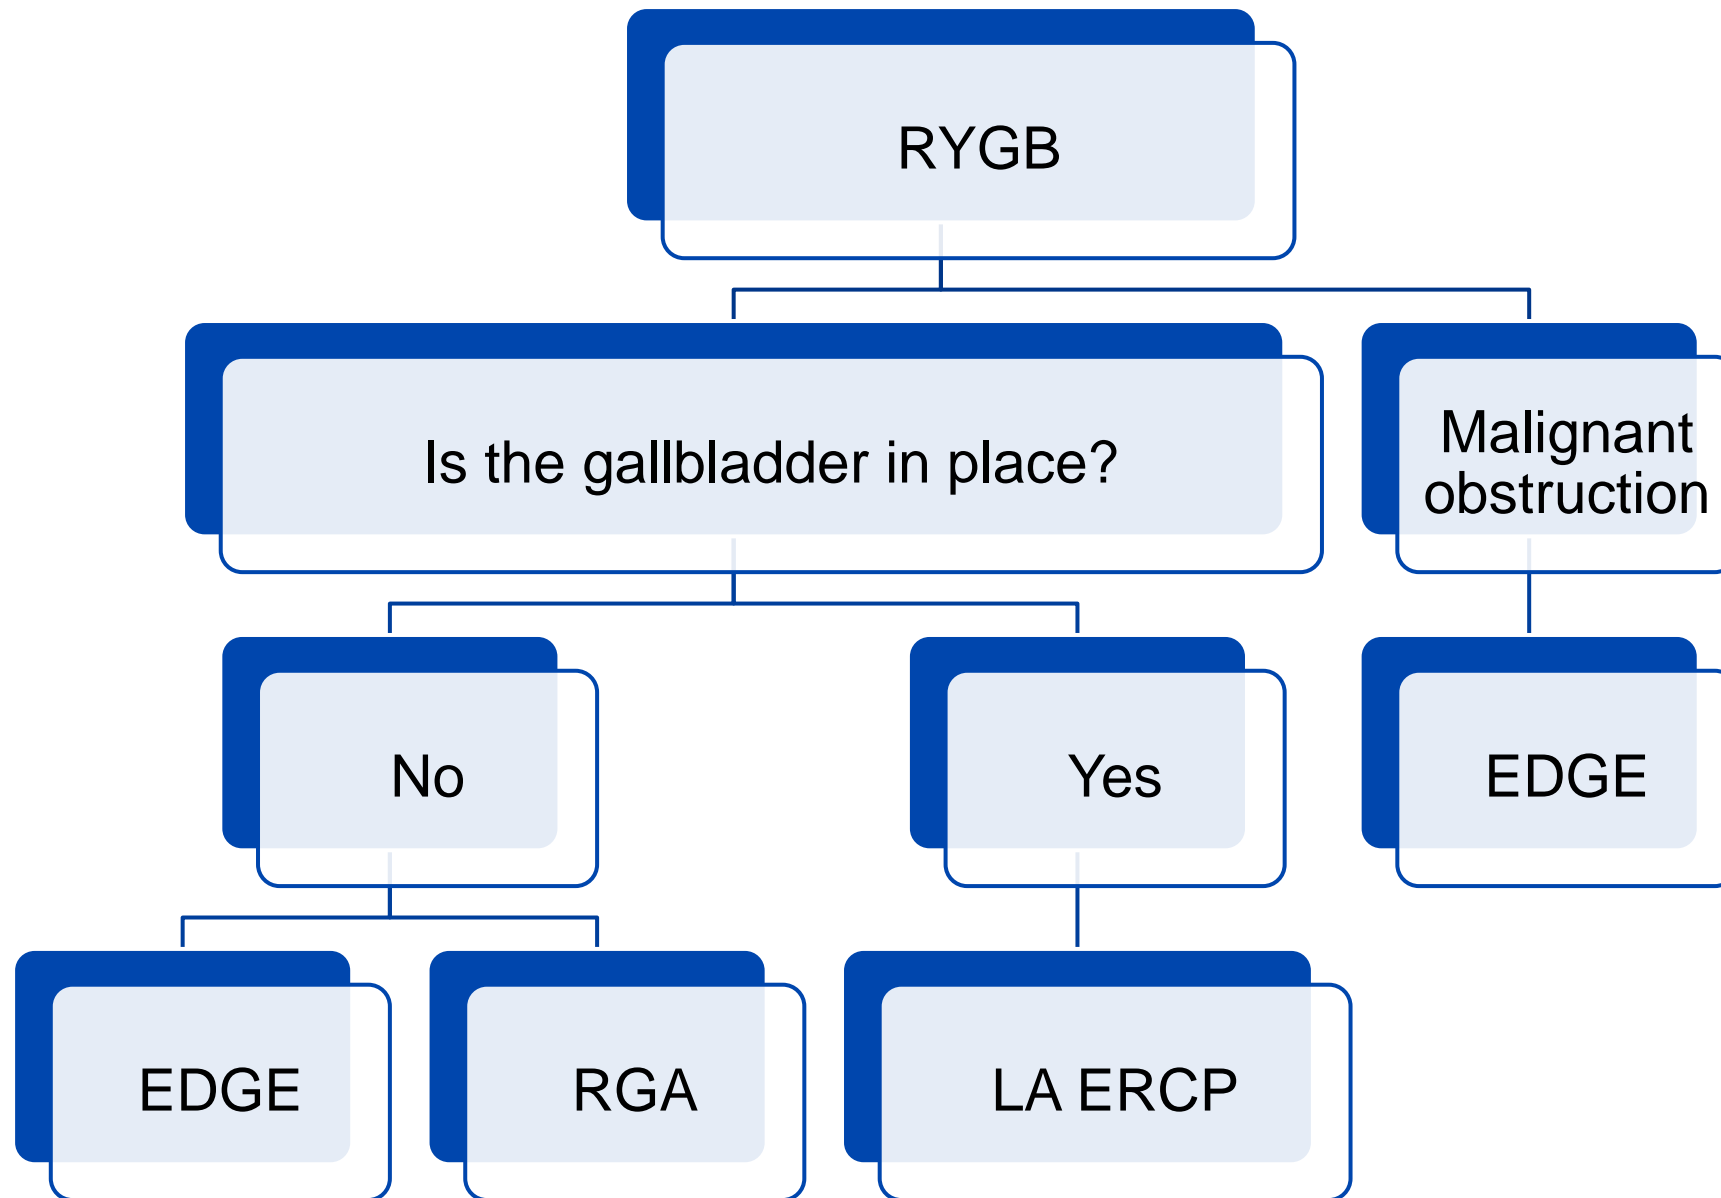 RYGB
Is the gallbladder in place?
Malignant
obstruction
No
Yes
EDGE
EDGE
RGA
LA ERCP